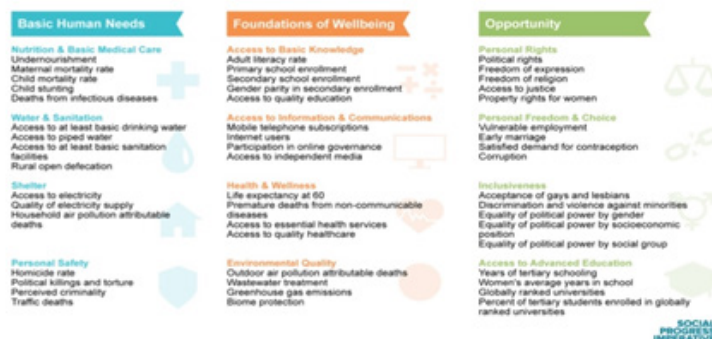 Basic Human Needs
Nutrition & Basic Medical Care
Undernourishment
Maternal mortality rate
Child mortality rate
Child stunting
Deaths from infectious diseases
Water & Sanitation
Access to at least basic drinking water
Access to piped water
Access to at least basic sanitation
facilities
Rural open defecation
Shelter
Access to electricity
Quality of electricity supply
Household air pollution attributable
deaths
Personal Safety
Homicide rate
Political killings and torture
Perceived criminality
Traffic deaths
Foundations of Wellbeing
Access to Basic Knowledge
Adult literacy rate
Primary school enrollment
Secondary school enrollment
Gender parity in secondary enrollment
Access to quality education
Access to Information & Communications
Mobile telephone subscriptions
Internet users
Participation in online governance
Access to independent media
Health & Wellness
Life expectancy at 60
Premature deaths from non-communicable
diseases
Access to essential health services
Access to quality healthcare
Environmental Quality
Outdoor air pollution attributable deaths
Wastewater treatment
Greenhouse gas emissions
Biome protection
Opportunity
Personal Rights
Political rights
Freedom of expression
Freedom of religion
Access to justice
Property rights for women
Personal Freedom & Choice
Vulnerable employment
Early marriage
Satisfied demand for contraception
Corruption
Inclusiveness
Acceptance of gays and lesbians
Discrimination and violence against minorities
Equality of political power by gender
Equality of political power by socioeconomic
position
Equality of political power by social group
Access to Advanced Education
Years of tertiary schooling
Women's average years in school
Globally ranked universities
Percent of tertiary students enrolled in globally
ranked universities
SOCIAL
PROGRESS
IMPERATIVE